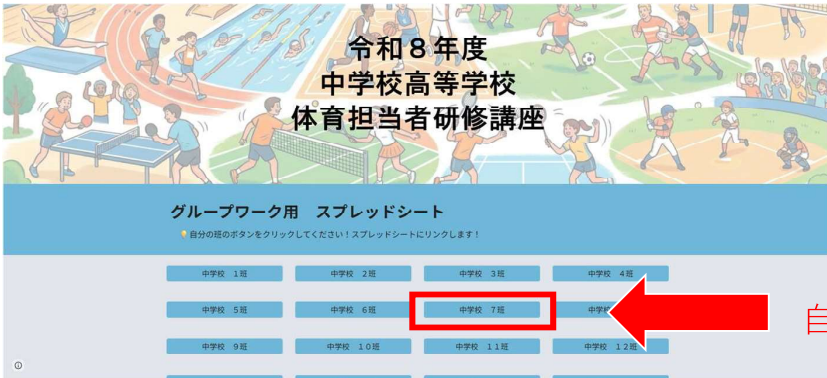 令和８年度
中学校高等学校
体育担当者研修講座
グループワーク用　スプレッドシート
自分の班のボタンをクリックしてください！スプレッドシートにリンクします！
中学校　１班
中学校　２班
中学校　３班
中学校　４班
中学校　５班
中学校　６班
中学校　７班
中学
中学校　９班
中学校　１０班
中学校　１１班
中学校　１２班